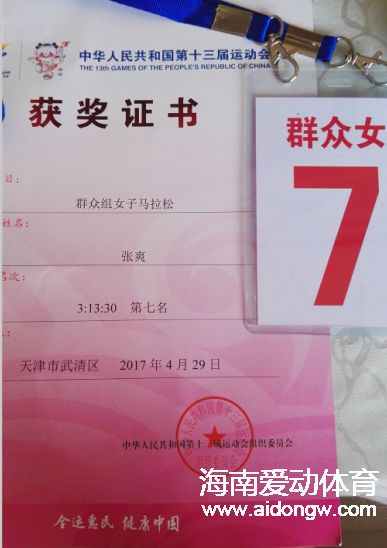 中华人民共和国第十三届运动会
THE 13th GAMES OF THE PEOPLE'S REPUBLIC OF CHINA
获奖证书
目：
群众组女子马拉松
姓名：
张爽
名次：
3:13:30 第七名
天津市武清区 2017年4月29日
中华人民共和国第十三届运动会组织委员会
全运惠民 健康中国
群众女
7
海南爱动体育
www.aidongw.com